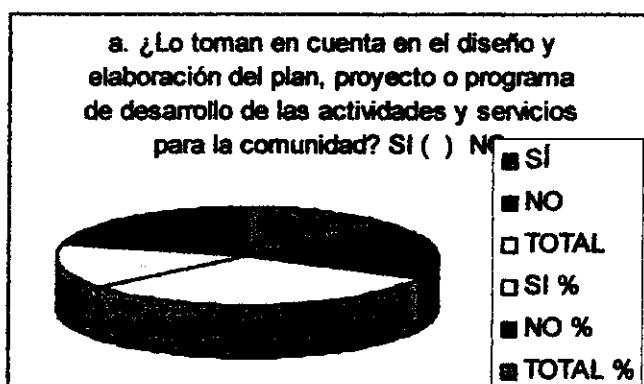 a. ¿Lo toman en cuenta en el diseño y
elaboración del plan, proyecto o programa
de desarrollo de las actividades y servicios
para la comunidad? SI ( ) NO
SÍ
NO
TOTAL
SI %
NO %
TOTAL %